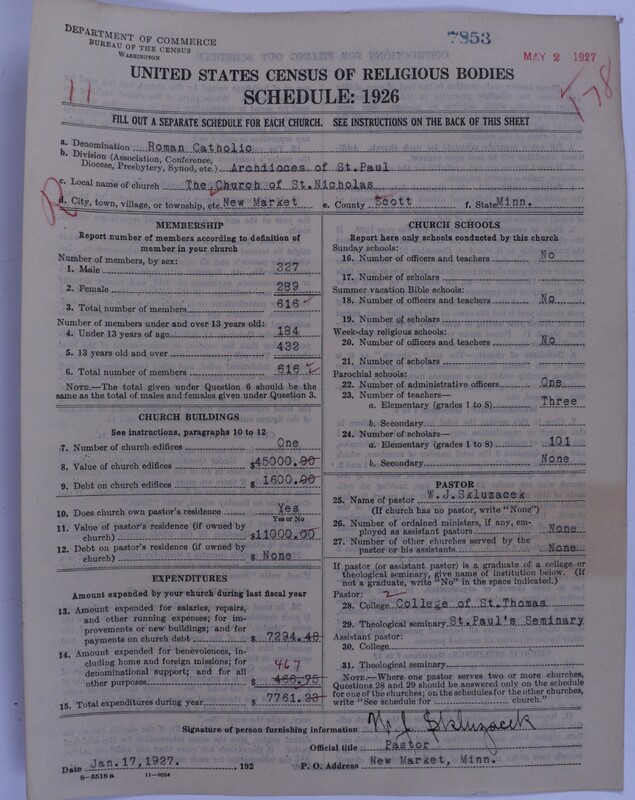 DEPARTMENT OF COMMERCE
BUREAU OF THE CENSUS
WASHINGTON
7853
MAY 2 1927
178
11
UNITED STATES CENSUS OF RELIGIOUS BODIES
SCHEDULE: 1926
FILL OUT A SEPARATE SCHEDULE FOR EACH CHURCH. SEE INSTRUCTIONS ON THE BACK OF THIS SHEET
a. Denomination Roman Catholic
b. Division (Association, Conference,
Diocese, Presbytery, Synod, etc.) Archdioces of St.Paul
c. Local name of church The Church of St.Nicholas
R
d. City, town, village, or township, etc. New Market e. County Scott f. State Minn.
MEMBERSHIP
Report number of members according to definition of
member in your church
Number of members, by sex:
1. Male 327
2. Female 289
3. Total number of members 616
Number of members under and over 13 years old:
4. Under 13 years of age 184
5. 13 years old and over 432
6. Total number of members 616
NOTE.—The total given under Question 6 should be the
same as the total of males and females given under Question 3.
CHURCH BUILDINGS
See instructions, paragraphs 10 to 12
7. Number of church edifices One
8. Value of church edifices $45000.00
9. Debt on church edifices $ 1600.00
10. Does church own pastor's residence? Yes
Yes or No
11. Value of pastor's residence (if owned by
church) $11000.00
12. Debt on pastor's residence (if owned by
church) $ None
EXPENDITURES
Amount expended by your church during last fiscal year
13. Amount expended for salaries, repairs,
and other running expenses; for im-
provements or new buildings; and for
payments on church debt $ 7294.48
14. Amount expended for benevolences, in-
cluding home and foreign missions; for
denominational support; and for all
467
other purposes $ 466.75
15. Total expenditures during year $ 7761.23
CHURCH SCHOOLS
Report here only schools conducted by this church
Sunday schools:
16. Number of officers and teachers No
17. Number of scholars
Summer vacation Bible schools:
18. Number of officers and teachers No
19. Number of scholars
Week-day religious schools:
20. Number of officers and teachers No
21. Number of scholars
Parochial schools:
22. Number of administrative officers One
23. Number of teachers—
a. Elementary (grades 1 to 8) Three
b. Secondary
24. Number of scholars—
a. Elementary (grades 1 to 8) 101
b. Secondary None
PASTOR
25. Name of pastor W.J.Skluzacek
(If church has no pastor, write "None")
26. Number of ordained ministers, if any, em-
ployed as assistant pastors None
27. Number of other churches served by the
pastor or his assistants None
If pastor (or assistant pastor) is a graduate of a college or
theological seminary, give name of institution below. (If
not a graduate, write "No" in the space indicated.)
Pastor: 2
28. College College of St.Thomas
29. Theological seminary St.Paul's Seminary
Assistant pastor:
30. College
31. Theological seminary
NOTE.—Where one pastor serves two or more churches,
Questions 28 and 29 should be answered only on the schedule
for one of the churches; on the schedules for the other churches,
write "See schedule for church."
Signature of person furnishing information W. J. Skluzacek
Official title Pastor
Date Jan.17,1927. , 192 P. O. Address New Market, Minn.
8—5515a 11—9064